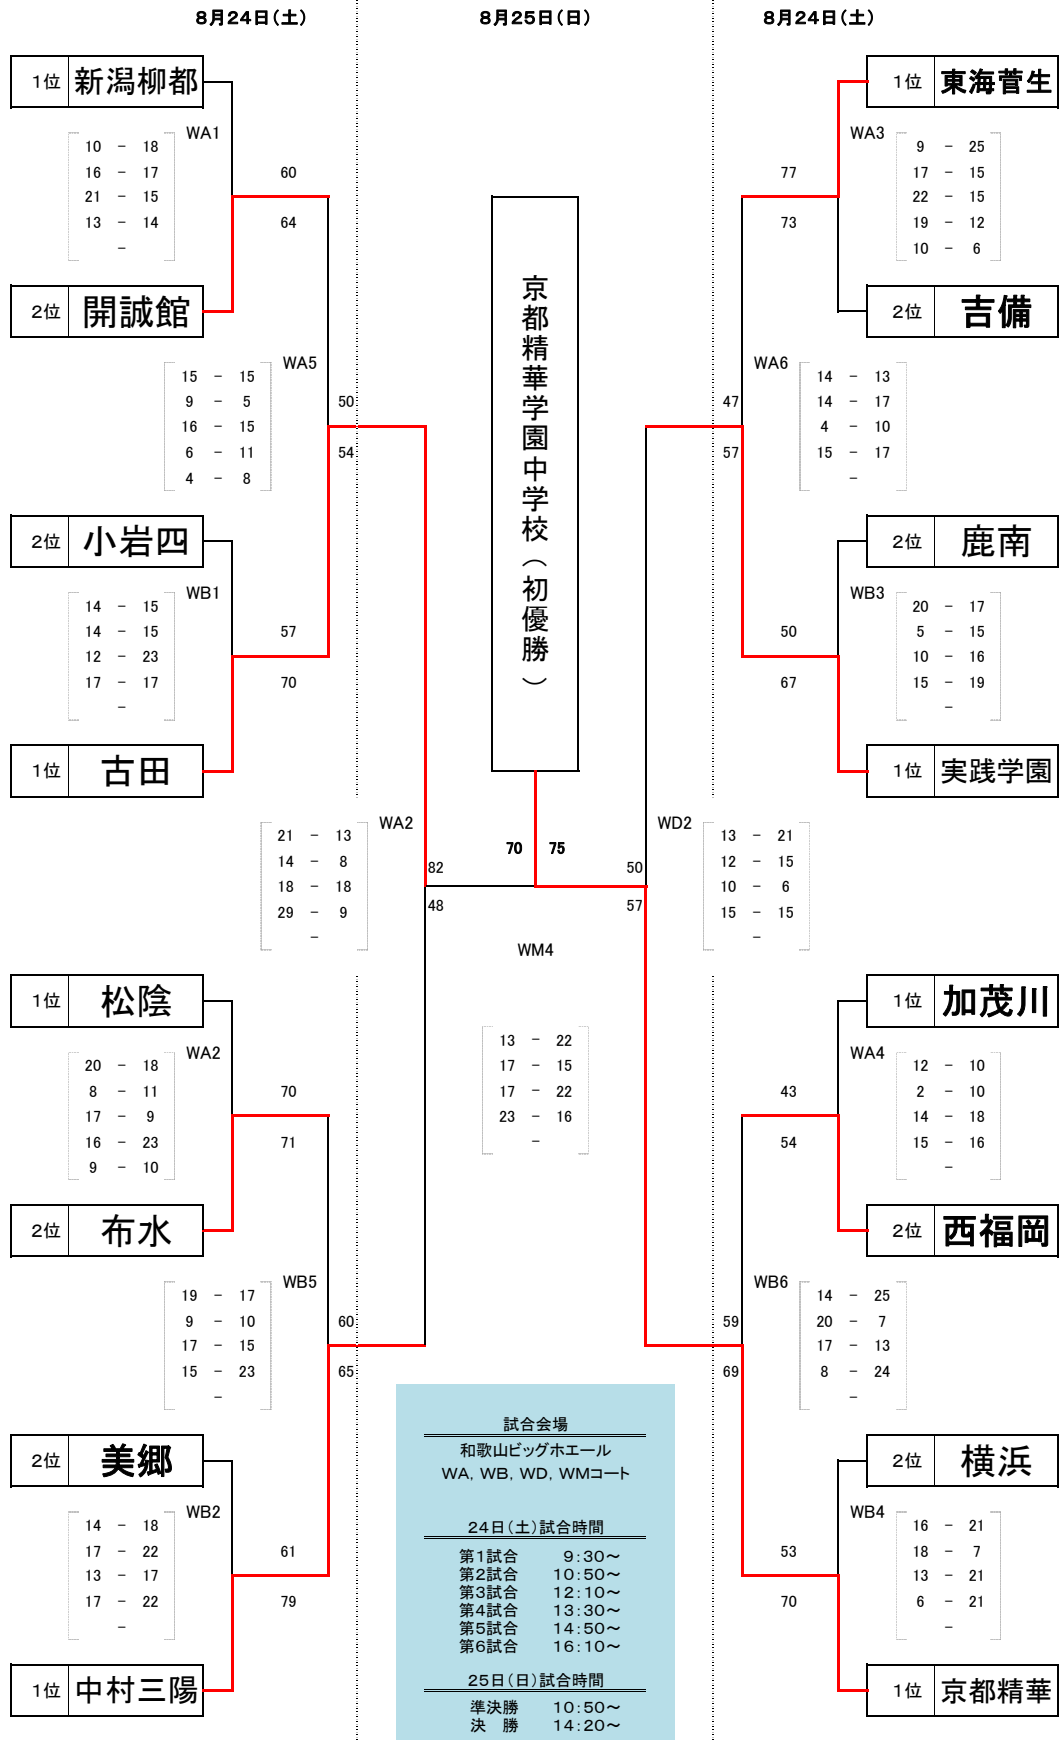 8月24日(土)
8月25日(日)
8月24日(土)
1位 新潟柳都
WA1
10 - 18
16 - 17
21 - 15
13 - 14
-
60
64
2位 開誠館
WA5
15 - 15
9 - 5
16 - 15
6 - 11
4 - 8
50
54
2位 小岩四
WB1
14 - 15
14 - 15
12 - 23
17 - 17
-
57
70
1位 古田
WA2
21 - 13
14 - 8
18 - 18
29 - 9
-
82
48
1位 松陰
WA2
20 - 18
8 - 11
17 - 9
16 - 23
9 - 10
70
71
2位 布水
WB5
19 - 17
9 - 10
17 - 15
15 - 23
-
60
65
2位 美郷
WB2
14 - 18
17 - 22
13 - 17
17 - 22
-
61
79
1位 中村三陽
京都精華学園中学校(初優勝)
70 75
WM4
13 - 22
17 - 15
17 - 22
23 - 16
-
試合会場
和歌山ビッグホエール
WA, WB, WD, WMコート
24日(土)試合時間
第1試合 9:30~
第2試合 10:50~
第3試合 12:10~
第4試合 13:30~
第5試合 14:50~
第6試合 16:10~
25日(日)試合時間
準決勝 10:50~
決 勝 14:20~
1位 東海菅生
WA3
9 - 25
17 - 15
22 - 15
19 - 12
10 - 6
77
73
2位 吉備
WA6
14 - 13
14 - 17
4 - 10
15 - 17
-
47
57
2位 鹿南
WB3
20 - 17
5 - 15
10 - 16
15 - 19
-
50
67
1位 実践学園
WD2
13 - 21
12 - 15
10 - 6
15 - 15
-
50
57
1位 加茂川
WA4
12 - 10
2 - 10
14 - 18
15 - 16
-
43
54
2位 西福岡
WB6
14 - 25
20 - 7
17 - 13
8 - 24
-
59
69
2位 横浜
WB4
16 - 21
18 - 7
13 - 21
6 - 21
-
53
70
1位 京都精華